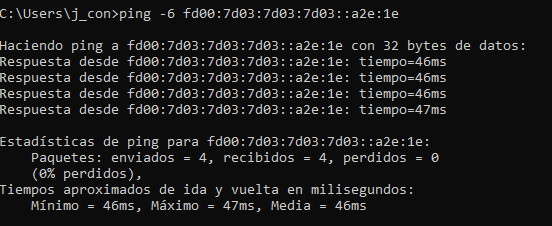 C:\Users\j_con>ping -6 fd00:7d03:7d03:7d03::a2e:1e
Haciendo ping a fd00:7d03:7d03:7d03::a2e:1e con 32 bytes de datos:
Respuesta desde fd00:7d03:7d03:7d03::a2e:1e: tiempo=46ms
Respuesta desde fd00:7d03:7d03:7d03::a2e:1e: tiempo=46ms
Respuesta desde fd00:7d03:7d03:7d03::a2e:1e: tiempo=46ms
Respuesta desde fd00:7d03:7d03:7d03::a2e:1e: tiempo=47ms
Estadísticas de ping para fd00:7d03:7d03:7d03::a2e:1e:
Paquetes: enviados = 4, recibidos = 4, perdidos = 0
(0% perdidos),
Tiempos aproximados de ida y vuelta en milisegundos:
Mínimo = 46ms, Máximo = 47ms, Media = 46ms